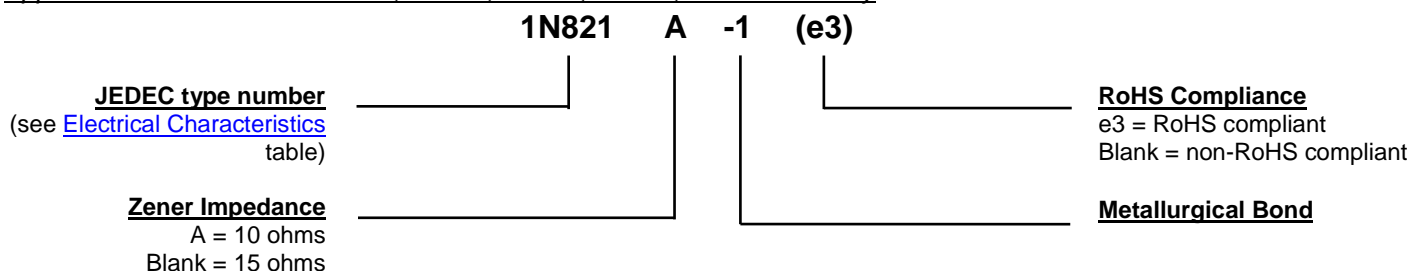 1N821 A -1 (e3)
JEDEC type number
(see Electrical Characteristics
table)
Zener Impedance
A = 10 ohms
Blank = 15 ohms
RoHS Compliance
e3 = RoHS compliant
Blank = non-RoHS compliant
Metallurgical Bond